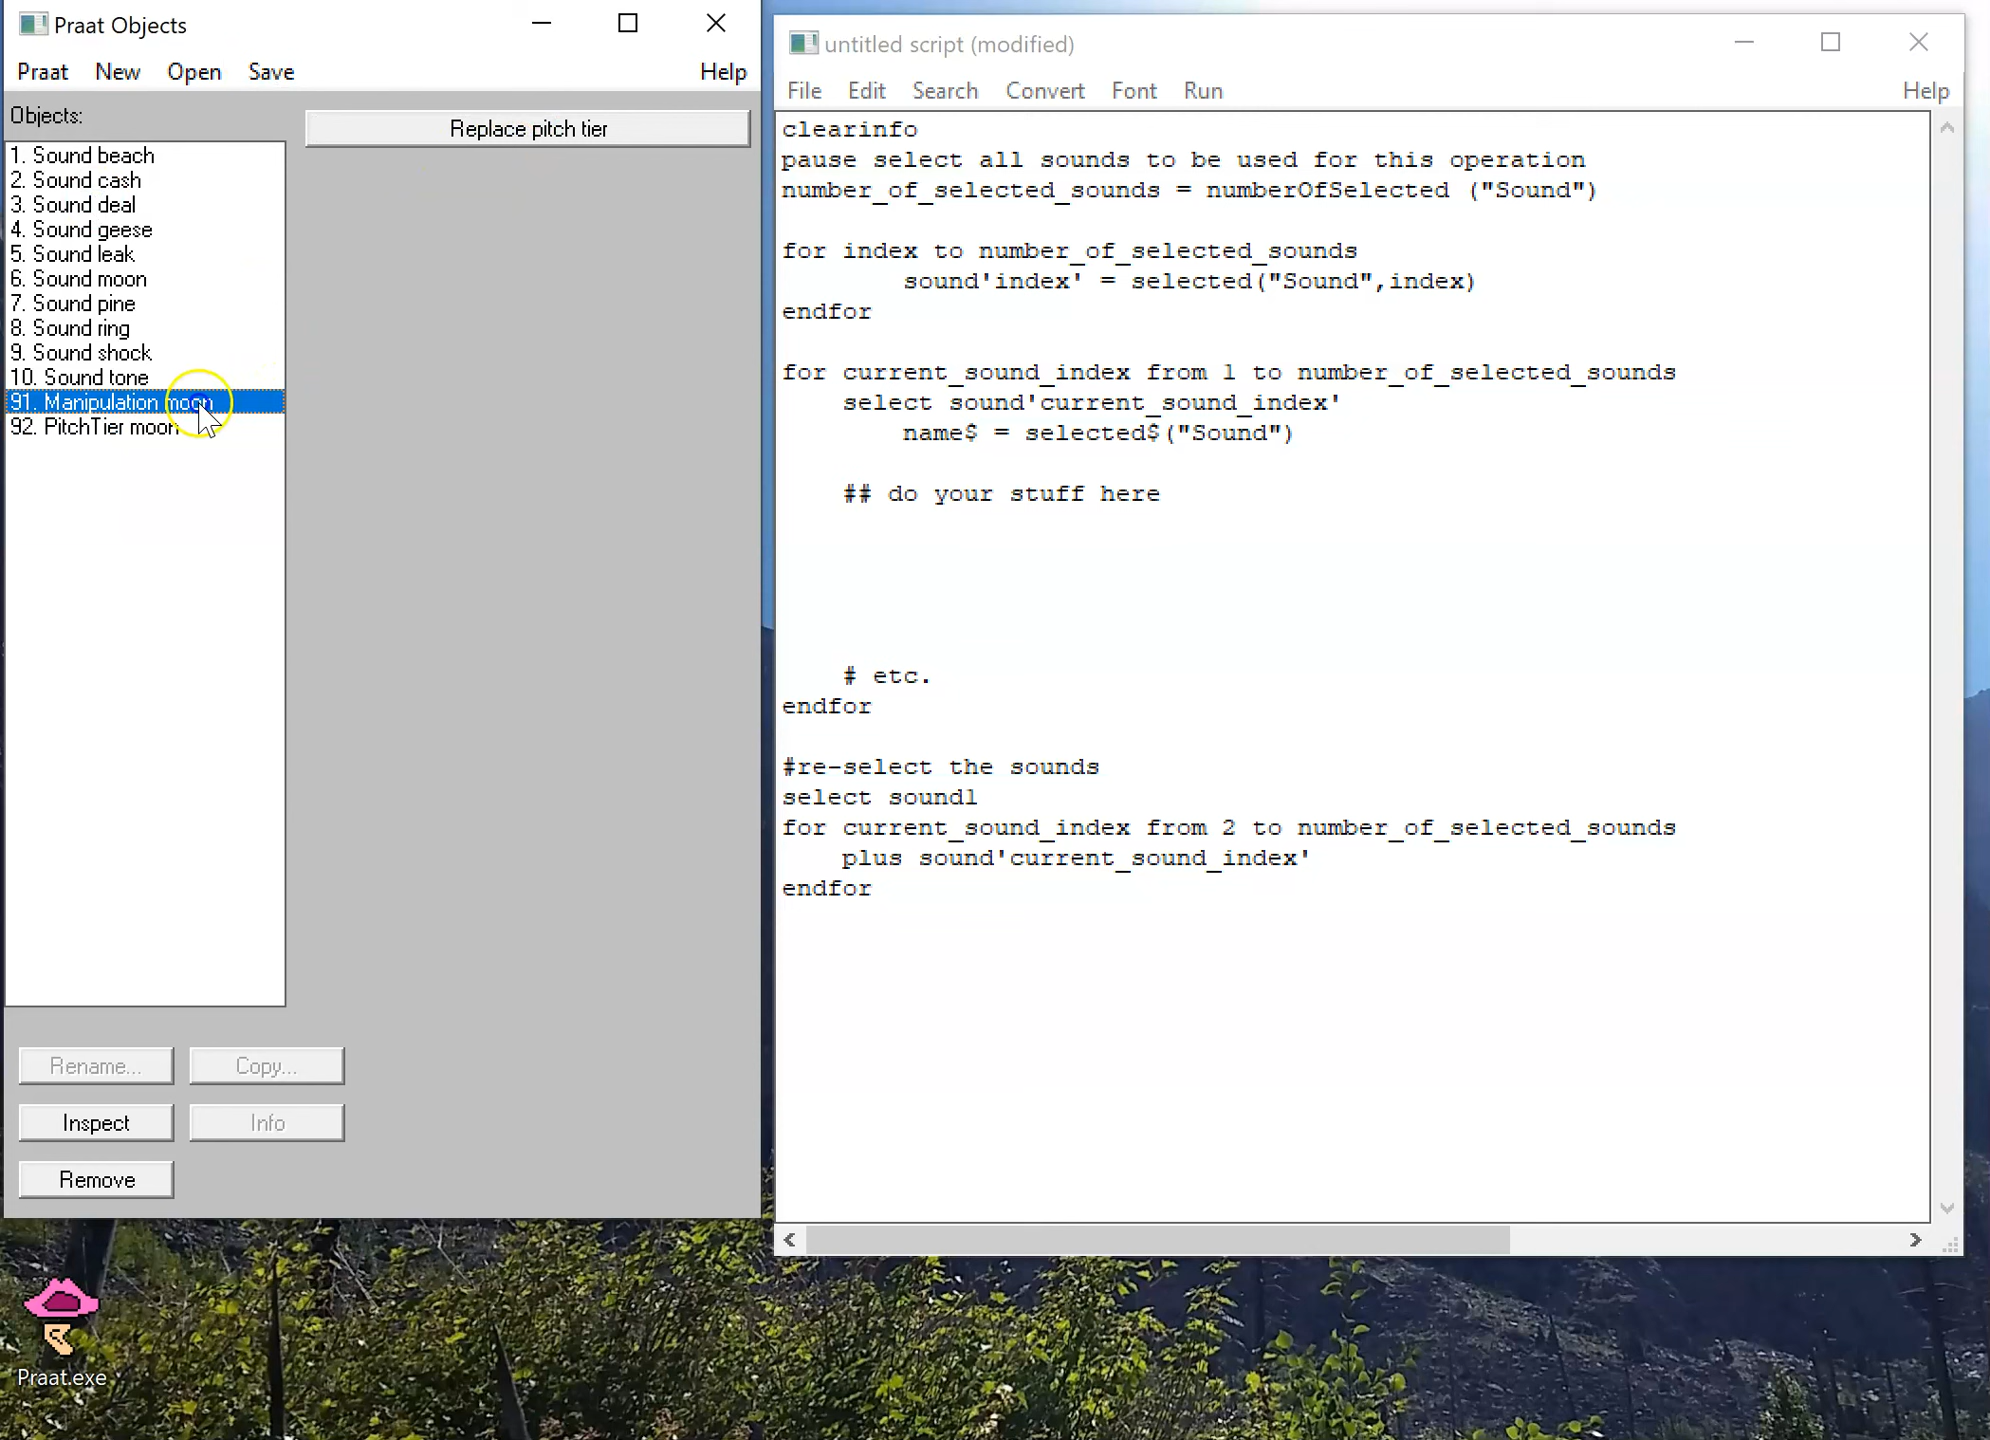 Praat Objects
Praat New Open Save Help
Objects:
Replace pitch tier
1. Sound beach
2. Sound cash
3. Sound deal
4. Sound geese
5. Sound leak
6. Sound moon
7. Sound pine
8. Sound ring
9. Sound shock
10. Sound tone
91. Manipulation moon
92. PitchTier moon
Rename... Copy...
Inspect Info
Remove
Praat.exe
untitled script (modified)
File Edit Search Convert Font Run Help
clearinfo
pause select all sounds to be used for this operation
number_of_selected_sounds = numberOfSelected ("Sound")
for index to number_of_selected_sounds
sound'index' = selected("Sound",index)
endfor
for current_sound_index from 1 to number_of_selected_sounds
select sound'current_sound_index'
name$ = selected$("Sound")
## do your stuff here
# etc.
endfor
#re-select the sounds
select sound1
for current_sound_index from 2 to number_of_selected_sounds
plus sound'current_sound_index'
endfor